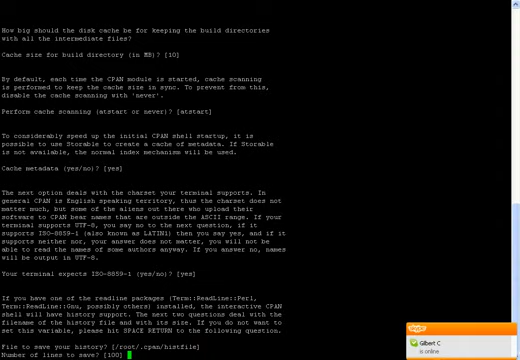 How big should the disk cache be for keeping the build directories
with all the intermediate files?
Cache size for build directory (in MB)? [10]
By default, each time the CPAN module is started, cache scanning
is performed to keep the cache size in sync. To prevent from this,
disable the cache scanning with 'never'.
Perform cache scanning (atstart or never)? [atstart]
To considerably speed up the initial CPAN shell startup, it is
possible to use Storable to create a cache of metadata. If Storable
is not available, the normal index mechanism will be used.
Cache metadata (yes/no)? [yes]
The next option deals with the charset your terminal supports. In
general CPAN is English speaking territory, thus the charset does not
matter much, but some of the aliens out there who upload their
software to CPAN bear names that are outside the ASCII range. If your
terminal supports UTF-8, you say no to the next question, if it
supports ISO-8859-1 (also known as LATIN1) then you say yes, and if it
supports neither nor, your answer does not matter, you will not be
able to read the names of some authors anyway. If you answer no, names
will be output in UTF-8.
Your terminal expects ISO-8859-1 (yes/no)? [yes]
If you have one of the readline packages (Term::ReadLine::Perl,
Term::ReadLine::Gnu, possibly others) installed, the interactive CPAN
shell will have history support. The next two questions deal with the
filename of the history file and with its size. If you do not want to
set this variable, please hit SPACE RETURN to the following question.
File to save your history? [/root/.cpan/histfile]
Number of lines to save? [100]
skype
Gilbert C
is online